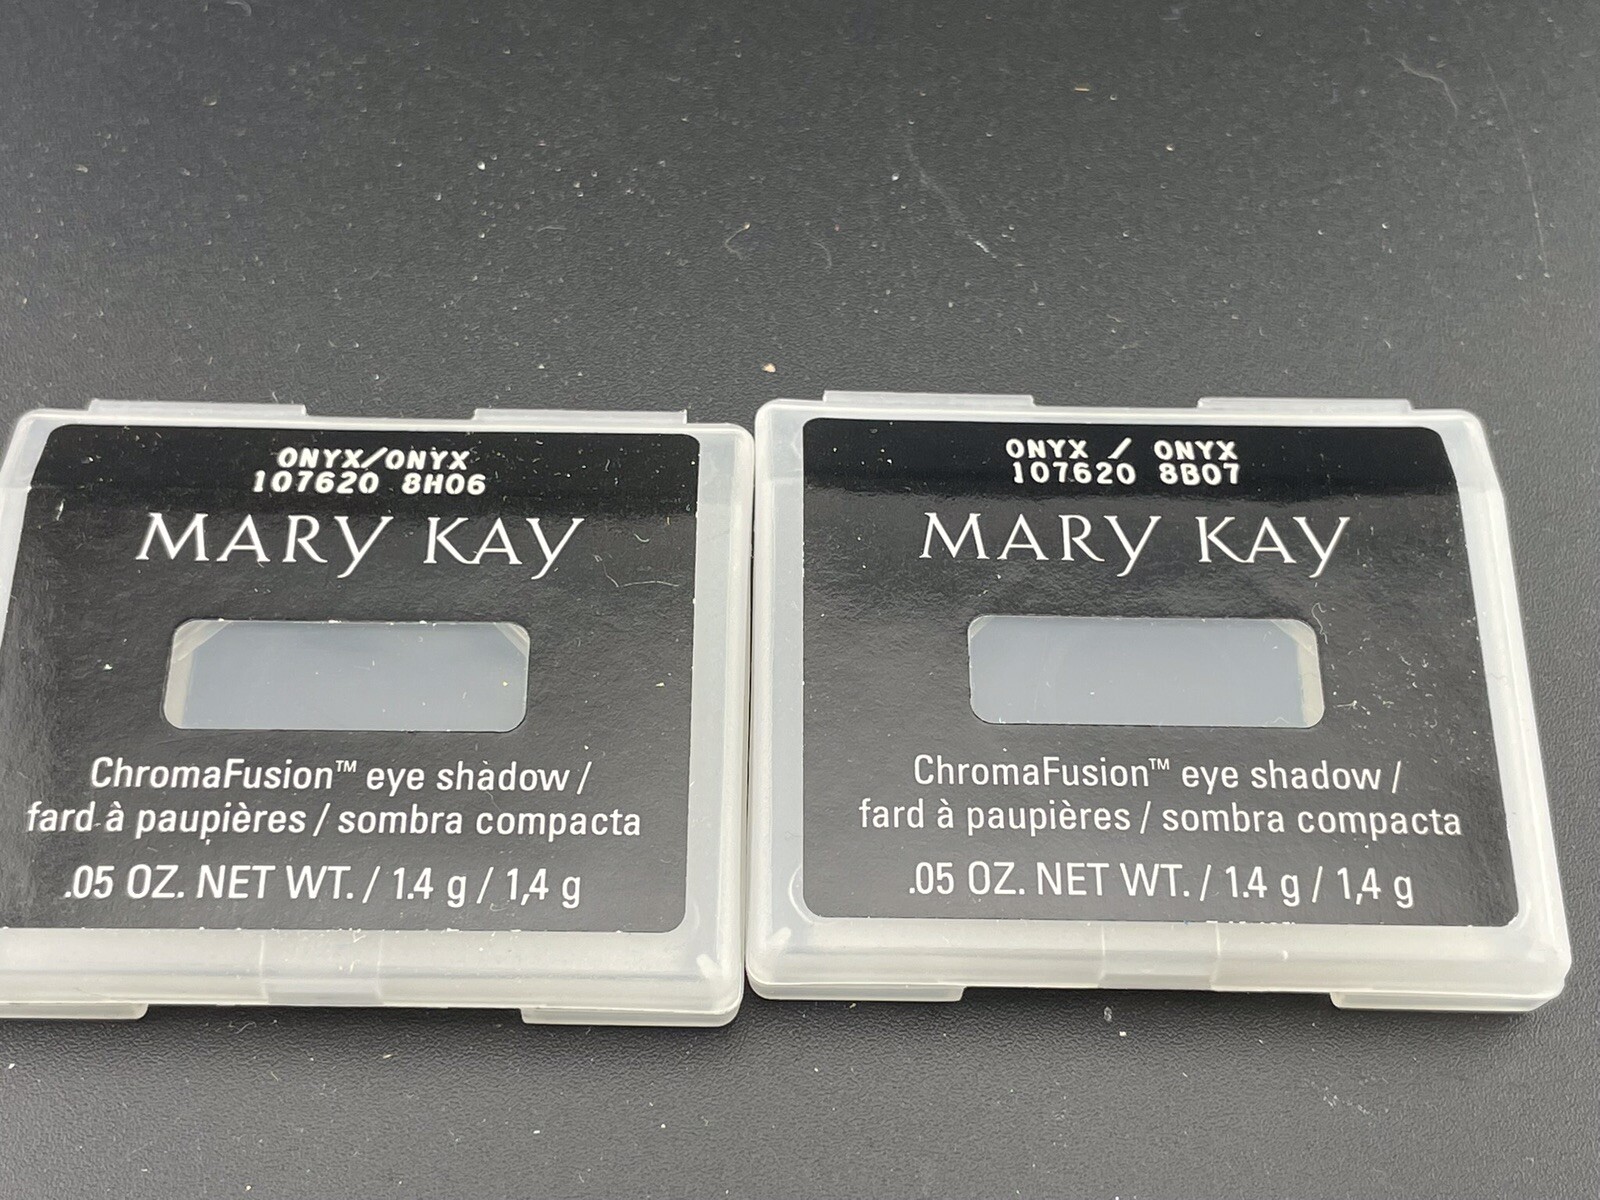 ONYX/ONYX
107620 8H06
MARY KAY
ChromaFusion™ eye shadow /
fard à paupières / sombra compacta
.05 OZ. NET WT. / 1.4 g / 1,4 g
ONYX / ONYX
107620 8B07
MARY KAY
ChromaFusion™ eye shadow /
fard à paupières / sombra compacta
.05 OZ. NET WT. / 1.4 g / 1,4 g